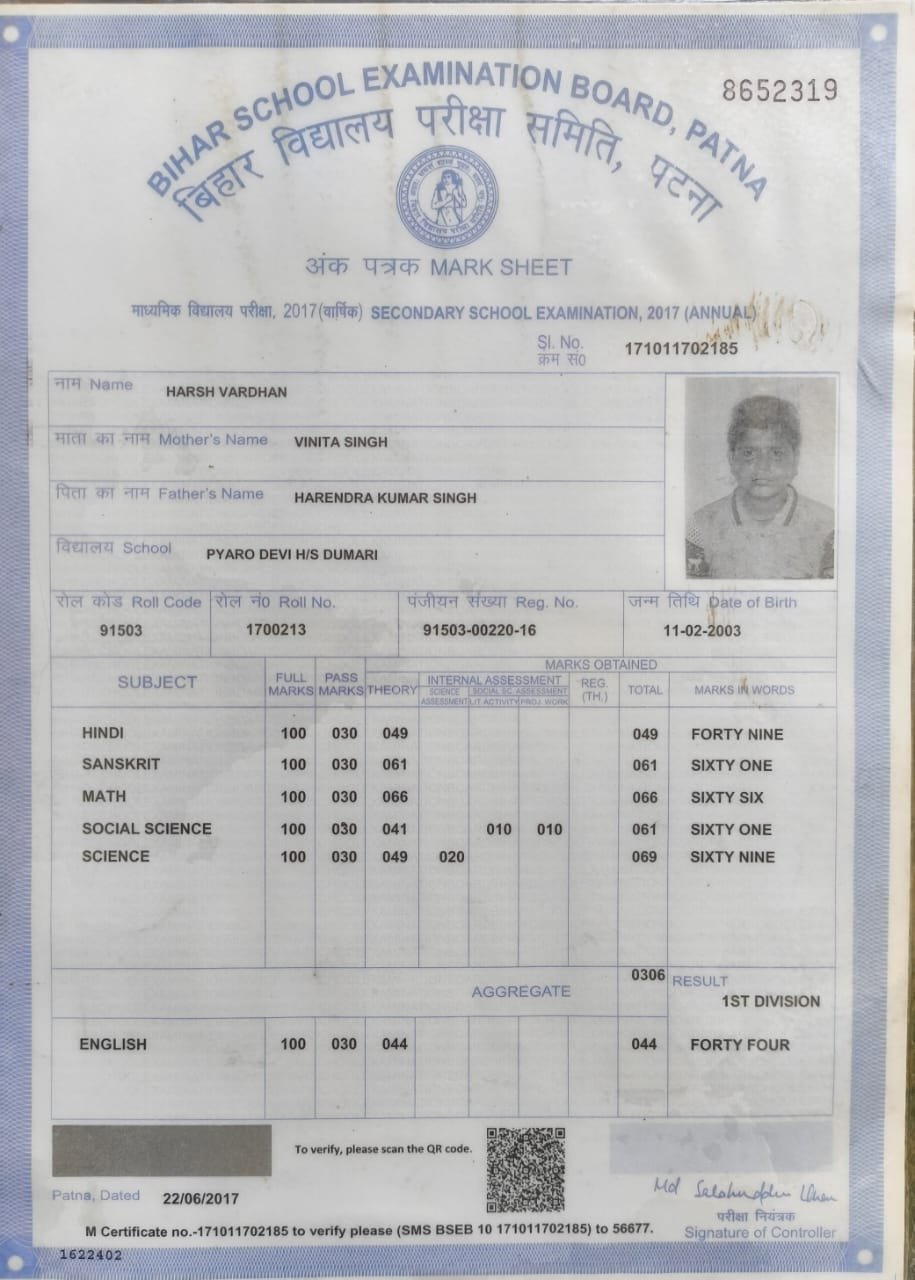 8652319
BIHAR SCHOOL EXAMINATION BOARD, PATNA
बिहार विद्यालय परीक्षा समिति, पटना
अंक पत्रक MARK SHEET
माध्यमिक विद्यालय परीक्षा, 2017(वार्षिक) SECONDARY SCHOOL EXAMINATION, 2017 (ANNUAL)
Sl. No. 171011702185
क्रम सं0
नाम Name HARSH VARDHAN
माता का नाम Mother's Name VINITA SINGH
पिता का नाम Father's Name HARENDRA KUMAR SINGH
विद्यालय School PYARO DEVI H/S DUMARI
रोल कोड Roll Code रोल नं0 Roll No. पंजीयन संख्या Reg. No. जन्म तिथि Date of Birth
91503 1700213 91503-00220-16 11-02-2003
MARKS OBTAINED
SUBJECT FULL MARKS PASS MARKS THEORY INTERNAL ASSESSMENT REG. (TH.) TOTAL MARKS IN WORDS
SCIENCE ASSESSMENT SOCIAL SC. ASSESSMENT
LIT. ACTIVITY PROJ. WORK
HINDI 100 030 049 049 FORTY NINE
SANSKRIT 100 030 061 061 SIXTY ONE
MATH 100 030 066 066 SIXTY SIX
SOCIAL SCIENCE 100 030 041 010 010 061 SIXTY ONE
SCIENCE 100 030 049 020 069 SIXTY NINE
AGGREGATE 0306 RESULT
1ST DIVISION
ENGLISH 100 030 044 044 FORTY FOUR
To verify, please scan the QR code.
Patna, Dated 22/06/2017
Md Salahuddin Khan
परीक्षा नियंत्रक
Signature of Controller
M Certificate no.-171011702185 to verify please (SMS BSEB 10 171011702185) to 56677.
1622402